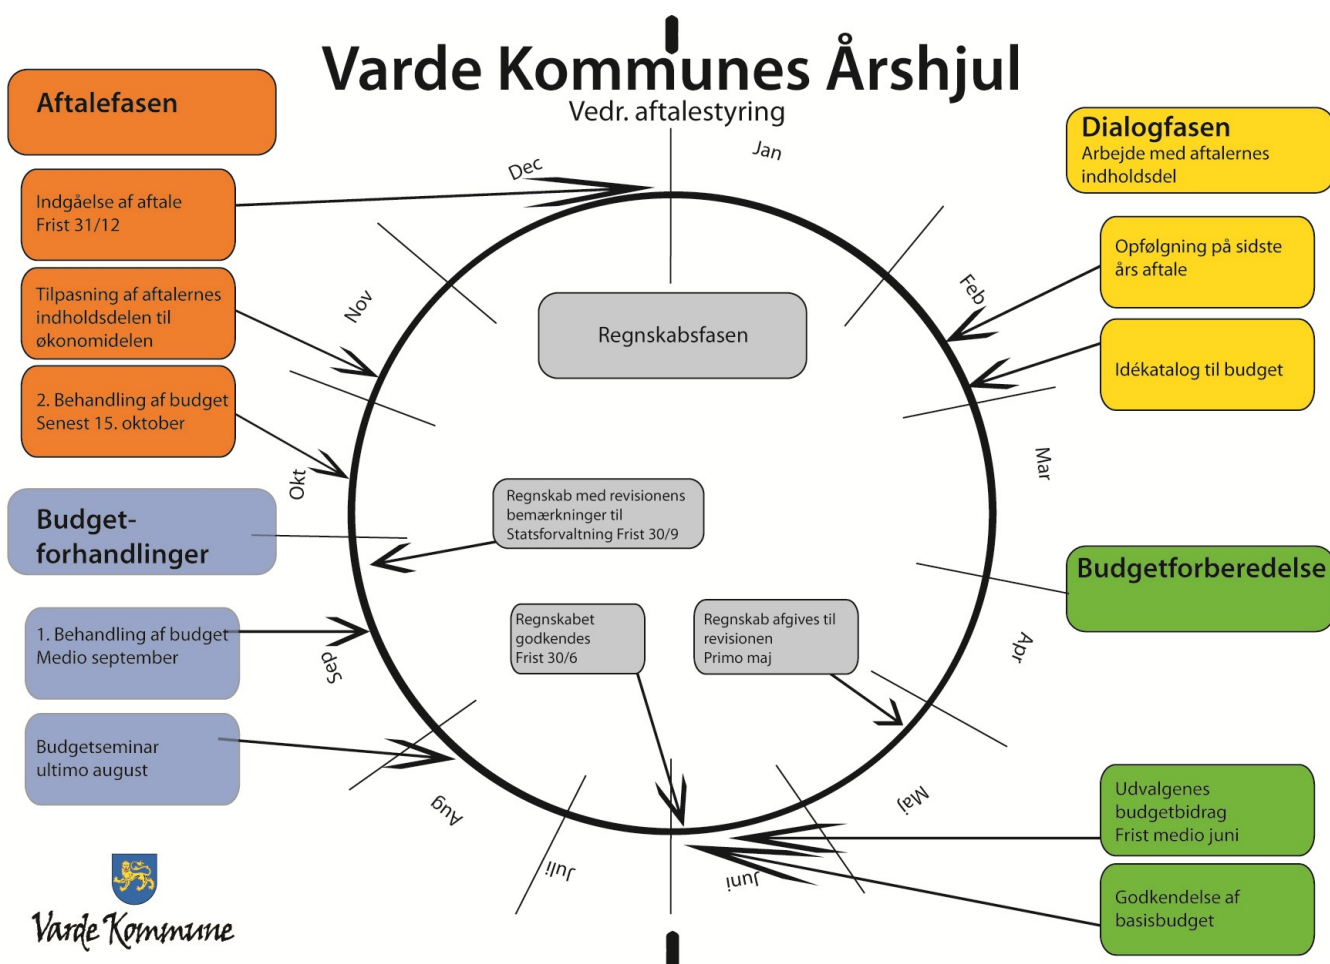 Varde Kommunes Årshjul
Vedr. aftalestyring
Aftalefasen
Indgåelse af aftale
Frist 31/12
Tilpasning af aftalernes
indholdsdelen til
økonomidelen
2. Behandling af budget
Senest 15. oktober
Budget-
forhandlinger
1. Behandling af budget
Medio september
Budgetseminar
ultimo august
Dialogfasen
Arbejde med aftalernes
indholdsdel
Opfølgning på sidste
års aftale
Idékatalog til budget
Budgetforberedelse
Udvalgenes
budgetbidrag
Frist medio juni
Godkendelse af
basisbudget
Regnskabsfasen
Regnskab med revisionens
bemærkninger til
Statsforvaltning Frist 30/9
Regnskabet
godkendes
Frist 30/6
Regnskab afgives til
revisionen
Primo maj
Jan
Feb
Mar
Apr
Maj
Juni
Juli
Aug
Sep
Okt
Nov
Dec
Varde Kommune